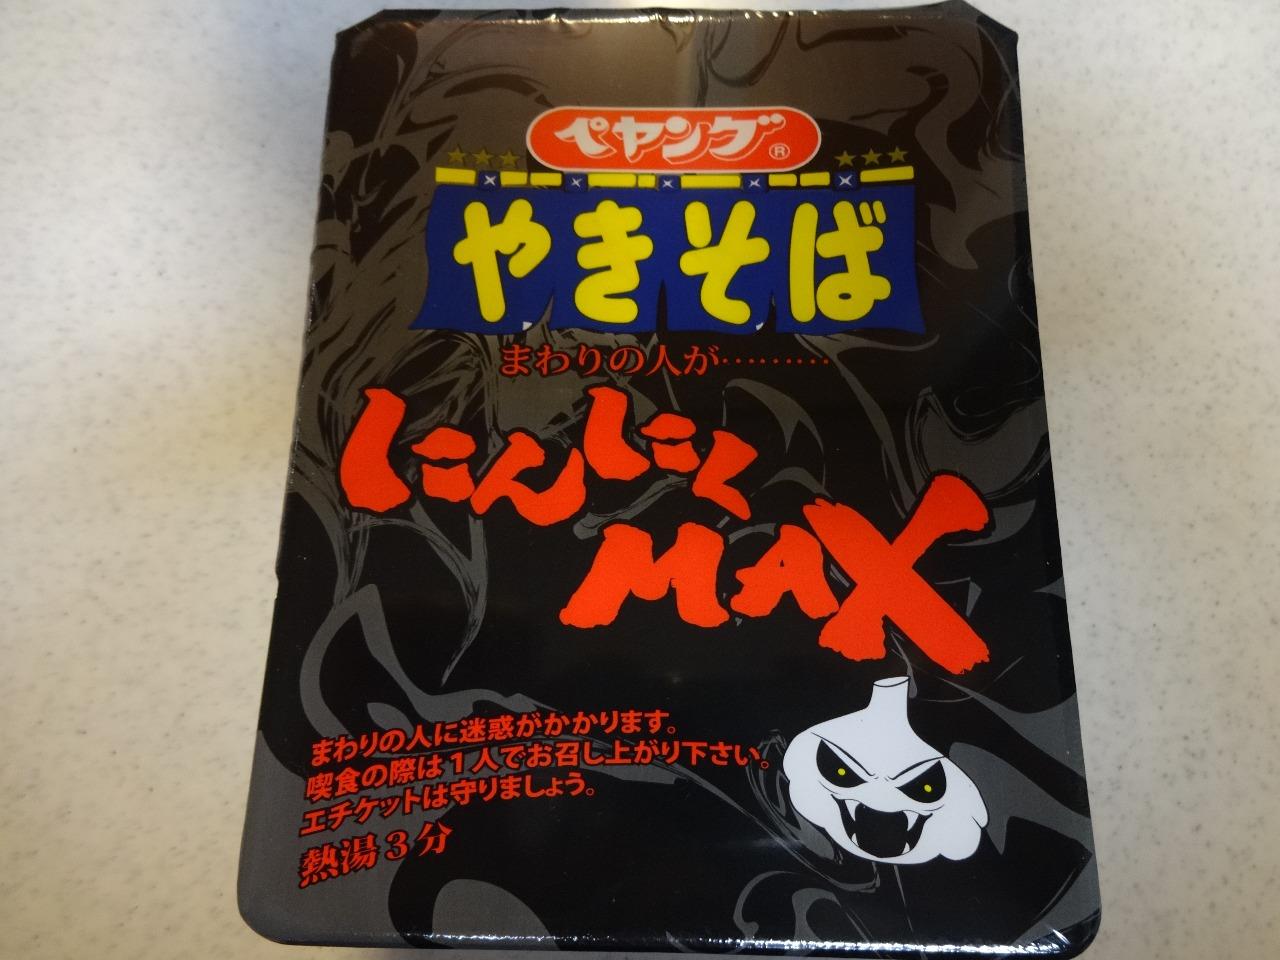 ペヤング®
やきそば
まわりの人が………
にんにく
MAX
まわりの人に迷惑がかかります。
喫食の際は1人でお召し上がり下さい。
エチケットは守りましょう。
熱湯3分